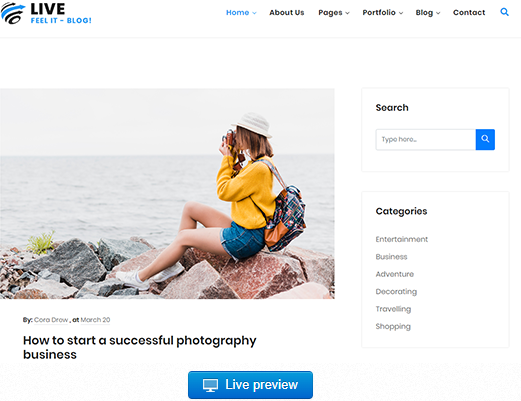 LIVE
FEEL IT - BLOG!
Home About Us Pages Portfolio Blog Contact
Search
Type here...
Categories
Entertainment
Business
Adventure
Decorating
Travelling
Shopping
By: Cora Drow , at March 20
How to start a successful photography
business
Live preview